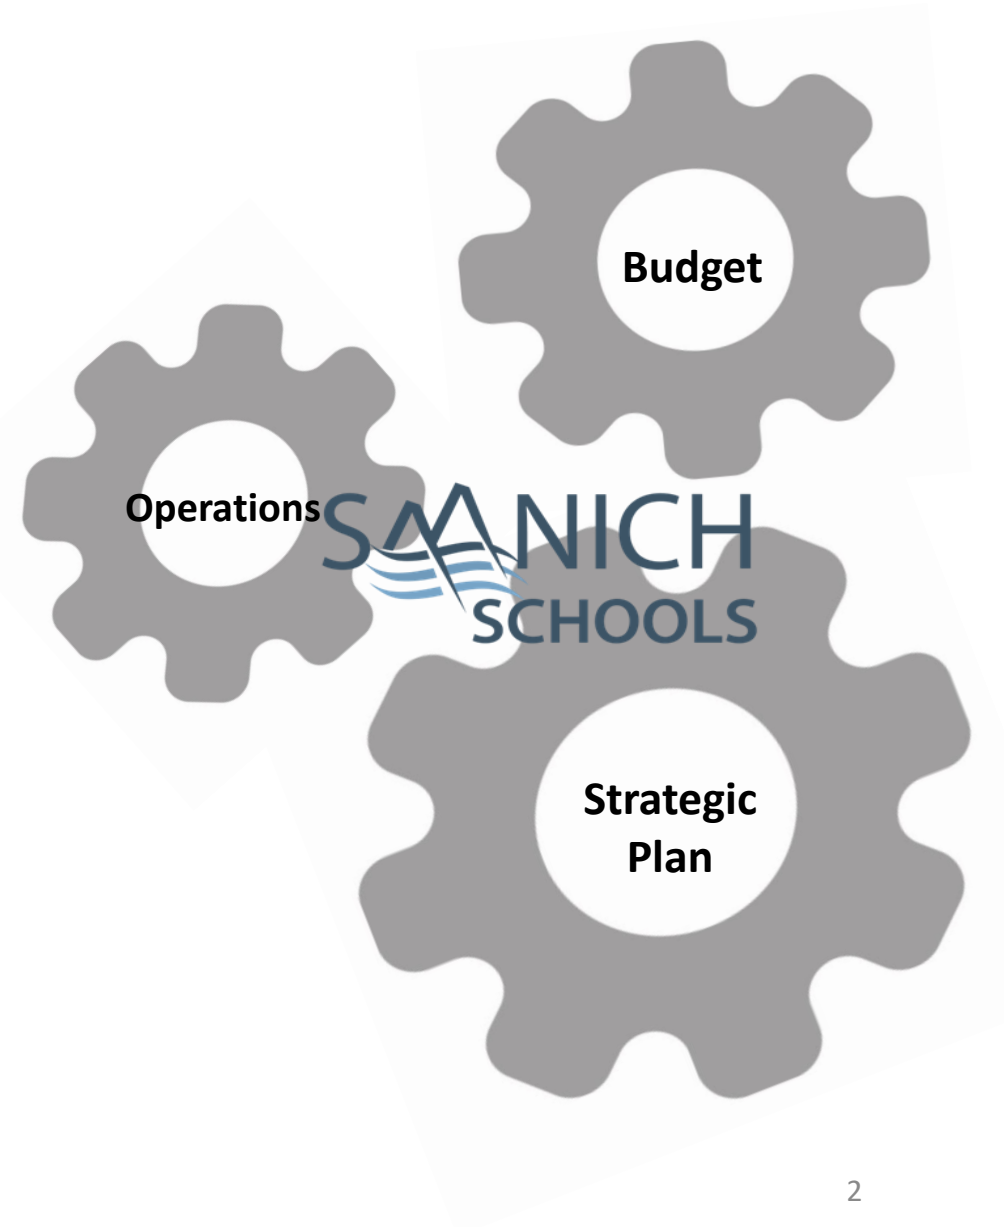 Budget
Operations
SAANICH
SCHOOLS
Strategic
Plan
2